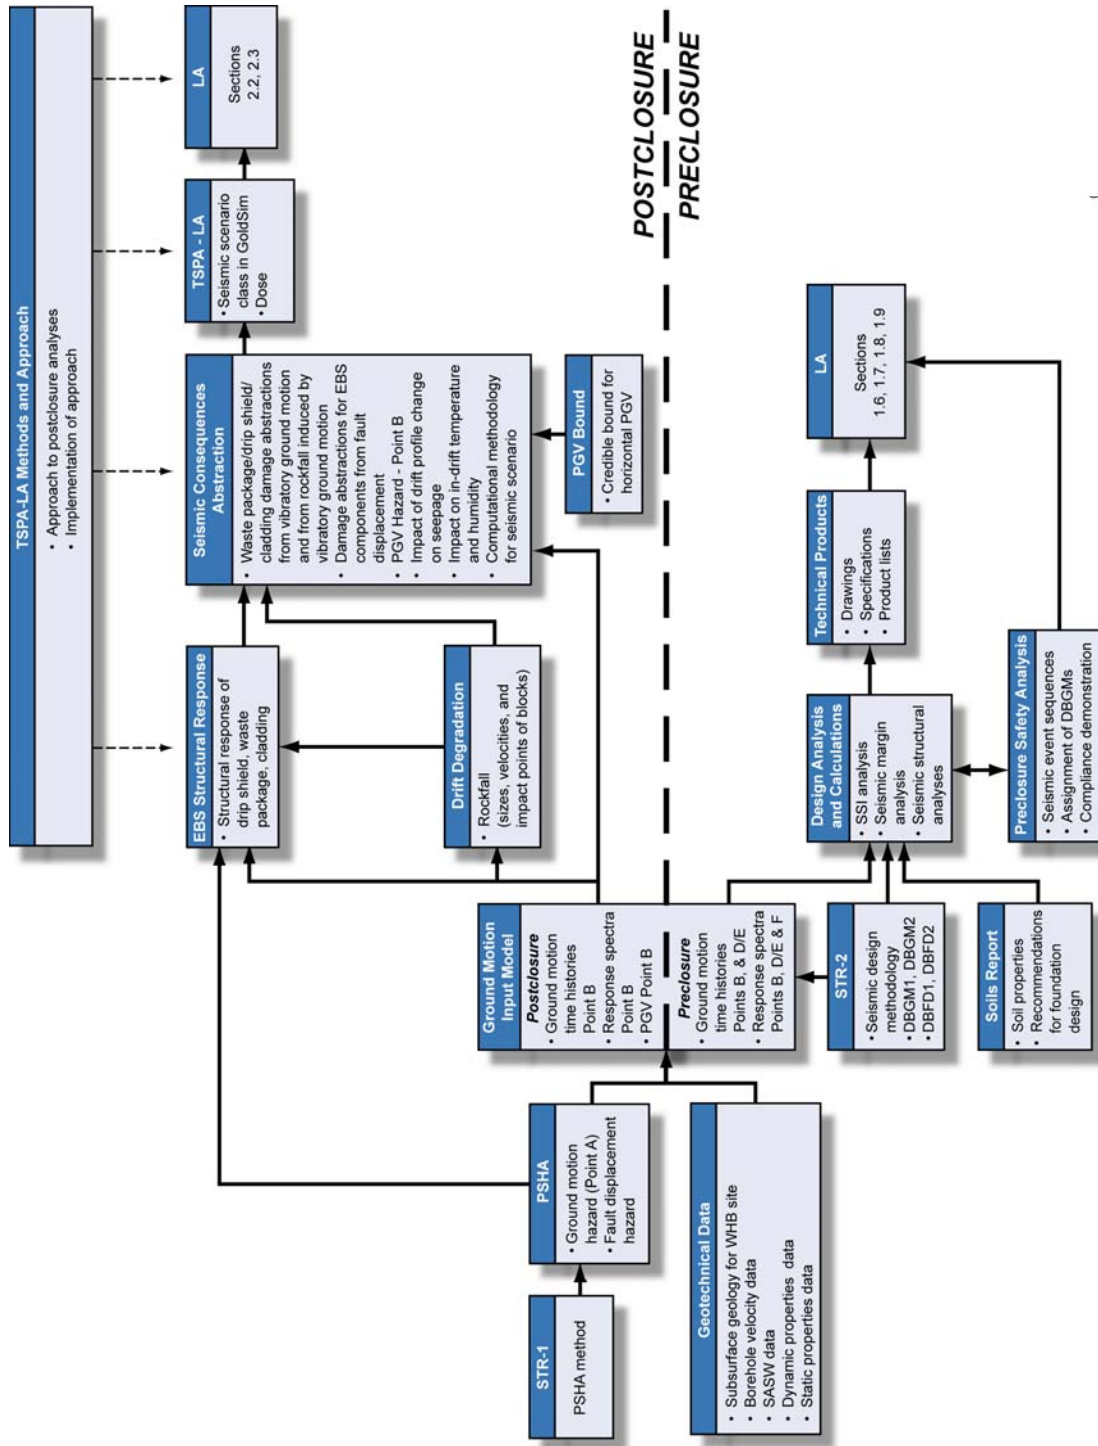 TSPA-LA Methods and Approach
• Approach to postclosure analyses
• Implementation of approach
EBS Structural Response
• Structural response of
drip shield, waste
package, cladding
Seismic Consequences
Abstraction
• Waste package/drip shield/
cladding damage abstractions
from vibratory ground motion
and from rockfall induced by
vibratory ground motion
• Damage abstractions for EBS
components from fault
displacement
• PGV Hazard - Point B
• Impact of drift profile change
on seepage
• Impact on in-drift temperature
and humidity
• Computational methodology
for seismic scenario
TSPA - LA
• Seismic scenario
class in GoldSim
• Dose
LA
Sections
2.2, 2.3
Drift Degradation
• Rockfall
(sizes, velocities, and
impact points of blocks)
PGV Bound
• Credible bound for
horizontal PGV
STR-1
PSHA method
PSHA
• Ground motion
hazard (Point A)
• Fault displacement
hazard
Ground Motion
Input Model
Postclosure
• Ground motion
time histories
Point B
• Response spectra
Point B
• PGV Point B
Preclosure
• Ground motion
time histories
Points B, & D/E
• Response spectra
Points B, D/E & F
POSTCLOSURE
PRECLOSURE
Geotechnical Data
• Subsurface geology for WHB site
• Borehole velocity data
• SASW data
• Dynamic properties data
• Static properties data
STR-2
• Seismic design
methodology
• DBGM1, DBGM2
• DBFD1, DBFD2
Design Analysis
and Calculations
• SSI analysis
• Seismic margin
analysis
• Seismic structural
analyses
Technical Products
• Drawings
• Specifications
• Product lists
LA
Sections
1.6, 1.7, 1.8, 1.9
Soils Report
• Soil properties
• Recommendations
for foundation
design
Preclosure Safety Analysis
• Seismic event sequences
• Assignment of DBGMs
• Compliance demonstration